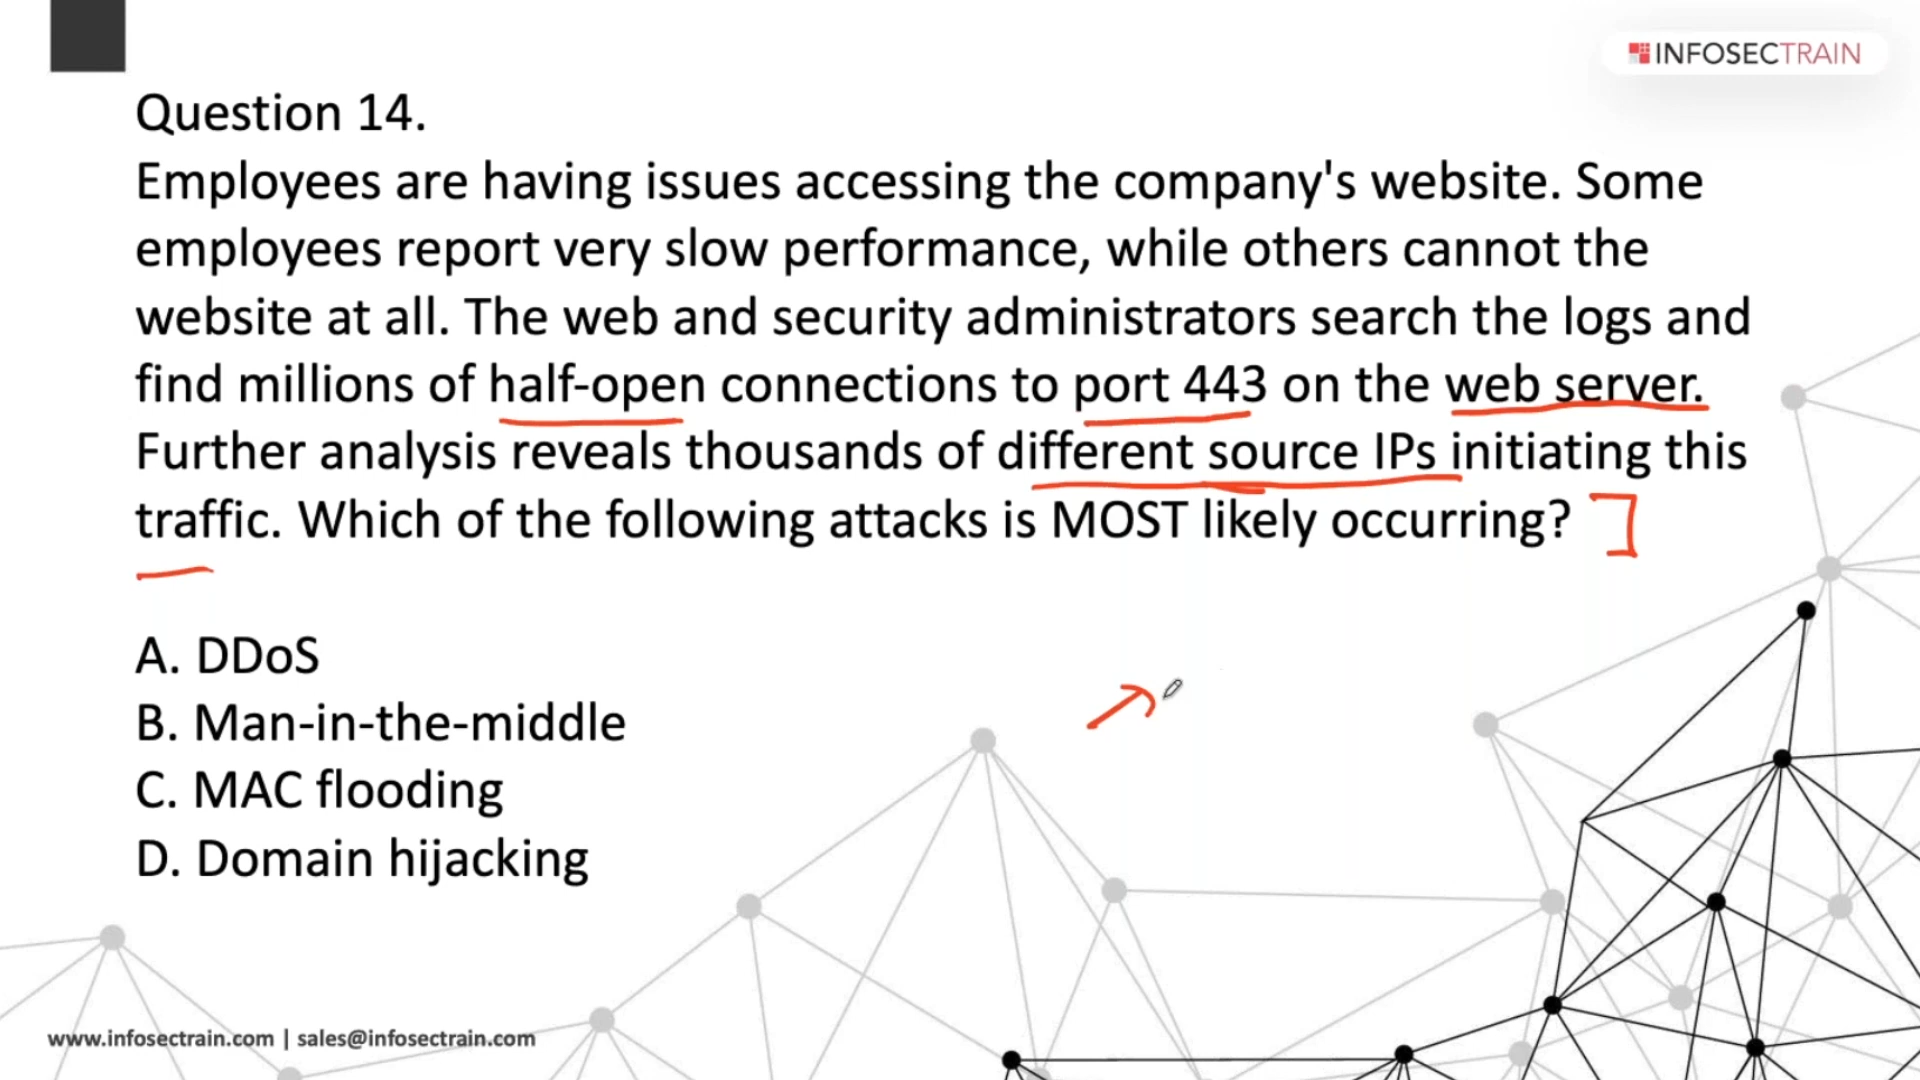 INFOSECTRAIN
Question 14.
Employees are having issues accessing the company's website. Some
employees report very slow performance, while others cannot the
website at all. The web and security administrators search the logs and
find millions of half-open connections to port 443 on the web server.
Further analysis reveals thousands of different source IPs initiating this
traffic. Which of the following attacks is MOST likely occurring?
A. DDoS
B. Man-in-the-middle
C. MAC flooding
D. Domain hijacking
www.infosectrain.com | sales@infosectrain.com